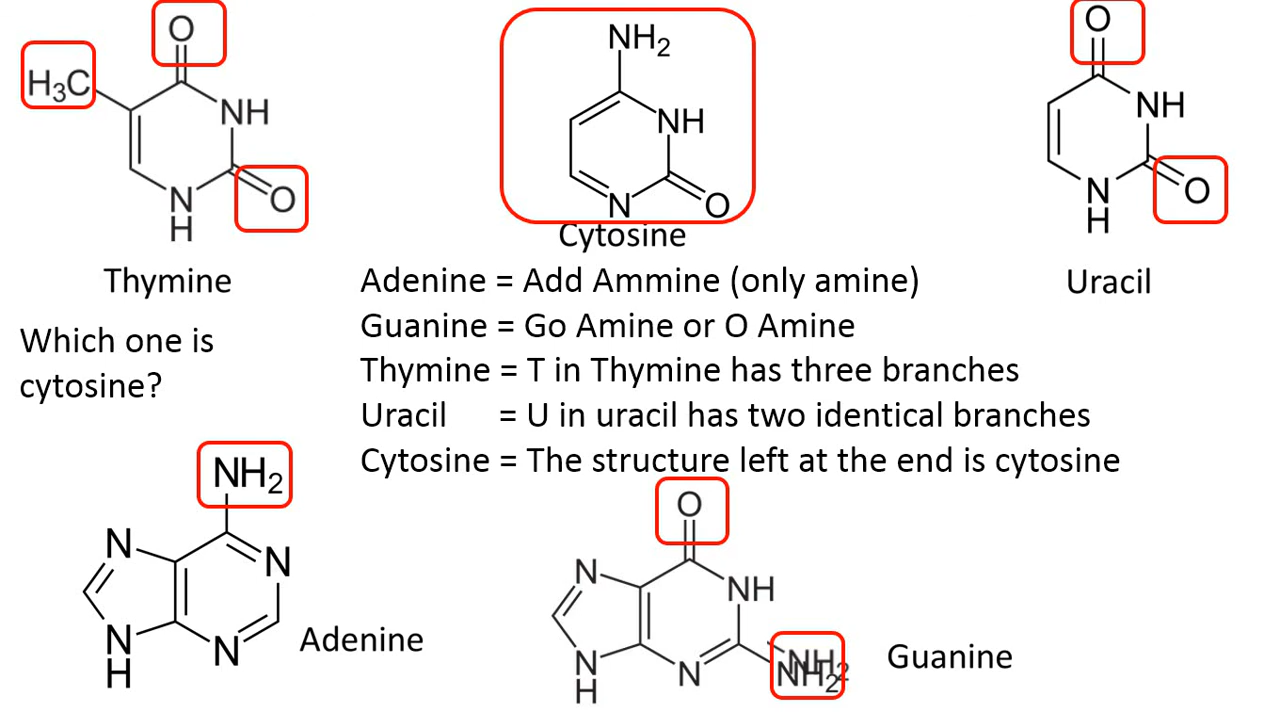 O
H₃C
NH
O
N
H
Thymine
NH₂
NH
N
O
Cytosine
O
NH
O
N
H
Uracil
Which one is
cytosine?
Adenine = Add Ammine (only amine)
Guanine = Go Amine or O Amine
Thymine = T in Thymine has three branches
Uracil = U in uracil has two identical branches
Cytosine = The structure left at the end is cytosine
NH₂
N
N
N
H
N
Adenine
O
N
NH
N
H
N
NH₂
NH₂
Guanine